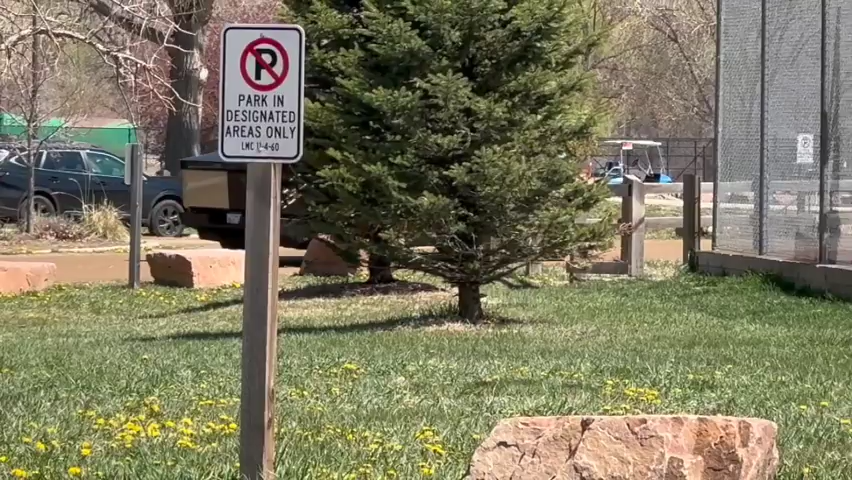 P
PARK IN
DESIGNATED
AREAS ONLY
LMC 11-4-60